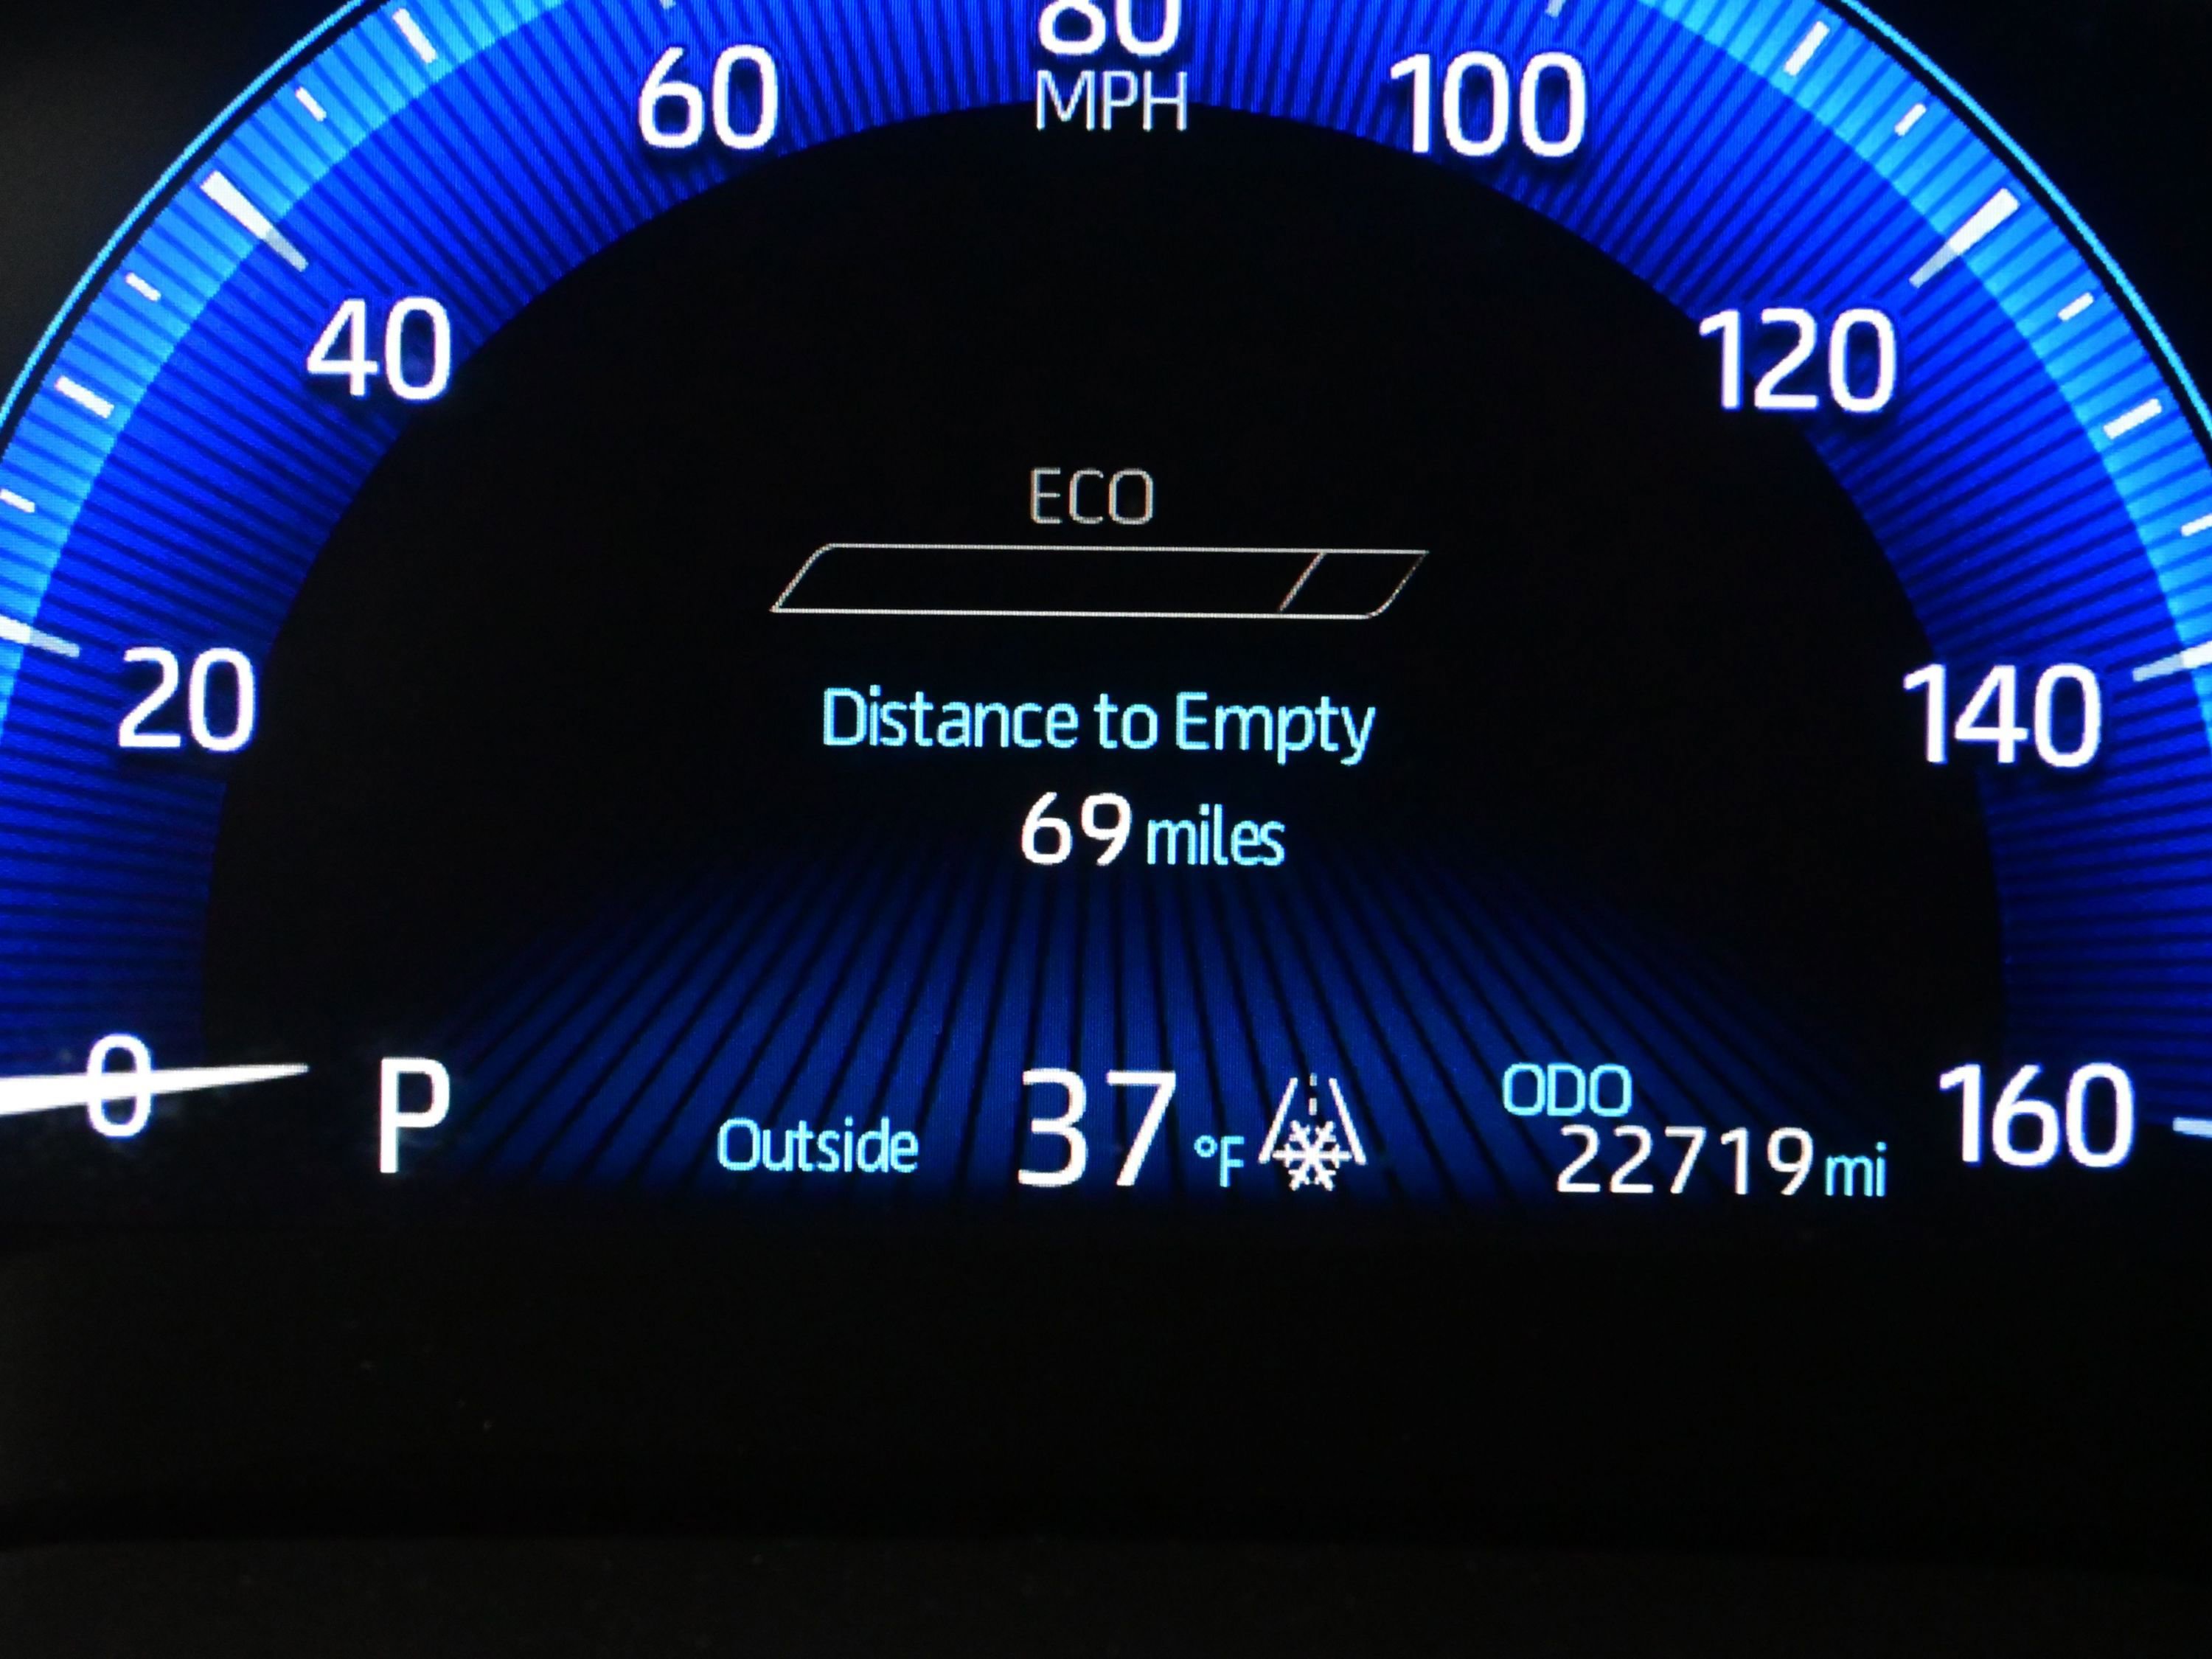 80
MPH
60
100
40
120
ECO
Distance to Empty
20
140
69 miles
0
P
Outside
37 °F
ODO
22719 mi
160